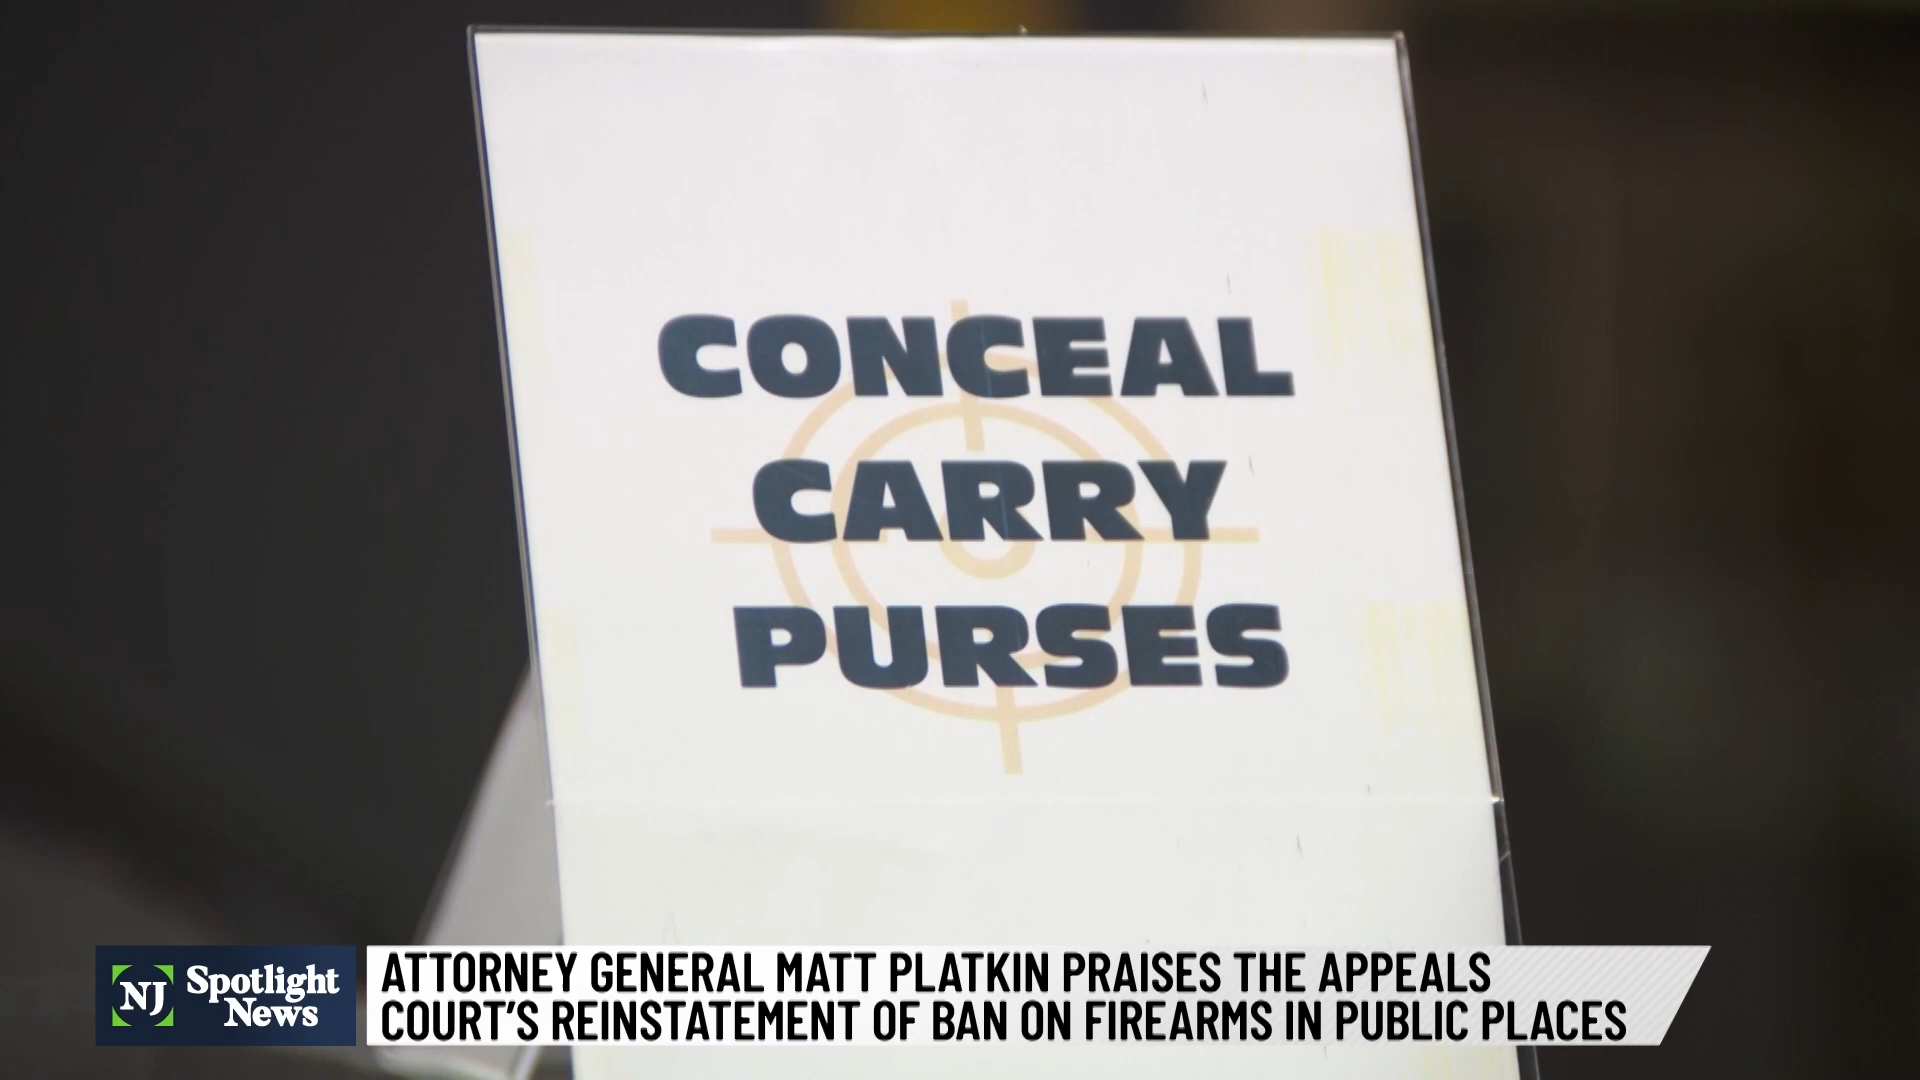 CONCEAL
CARRY
PURSES
NJ Spotlight
News
ATTORNEY GENERAL MATT PLATKIN PRAISES THE APPEALS
COURT'S REINSTATEMENT OF BAN ON FIREARMS IN PUBLIC PLACES